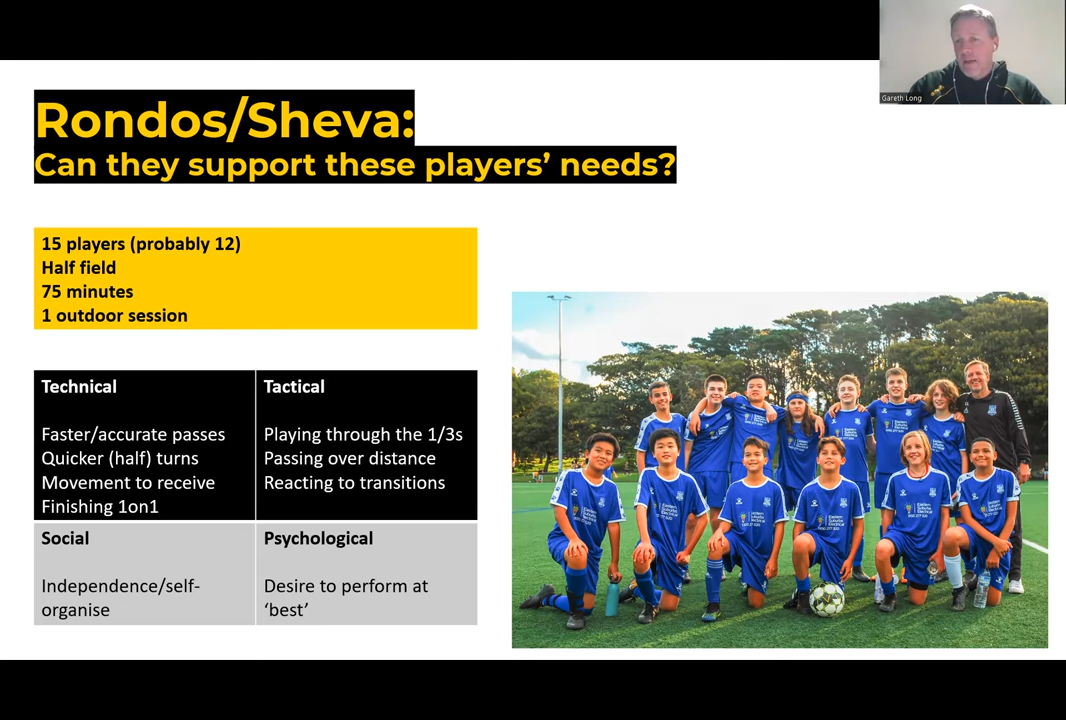 Gareth Long
Rondos/Sheva:
Can they support these players’ needs?
15 players (probably 12)
Half field
75 minutes
1 outdoor session
Technical
Faster/accurate passes
Quicker (half) turns
Movement to receive
Finishing 1on1
Tactical
Playing through the 1/3s
Passing over distance
Reacting to transitions
Social
Independence/self-
organise
Psychological
Desire to perform at
‘best’